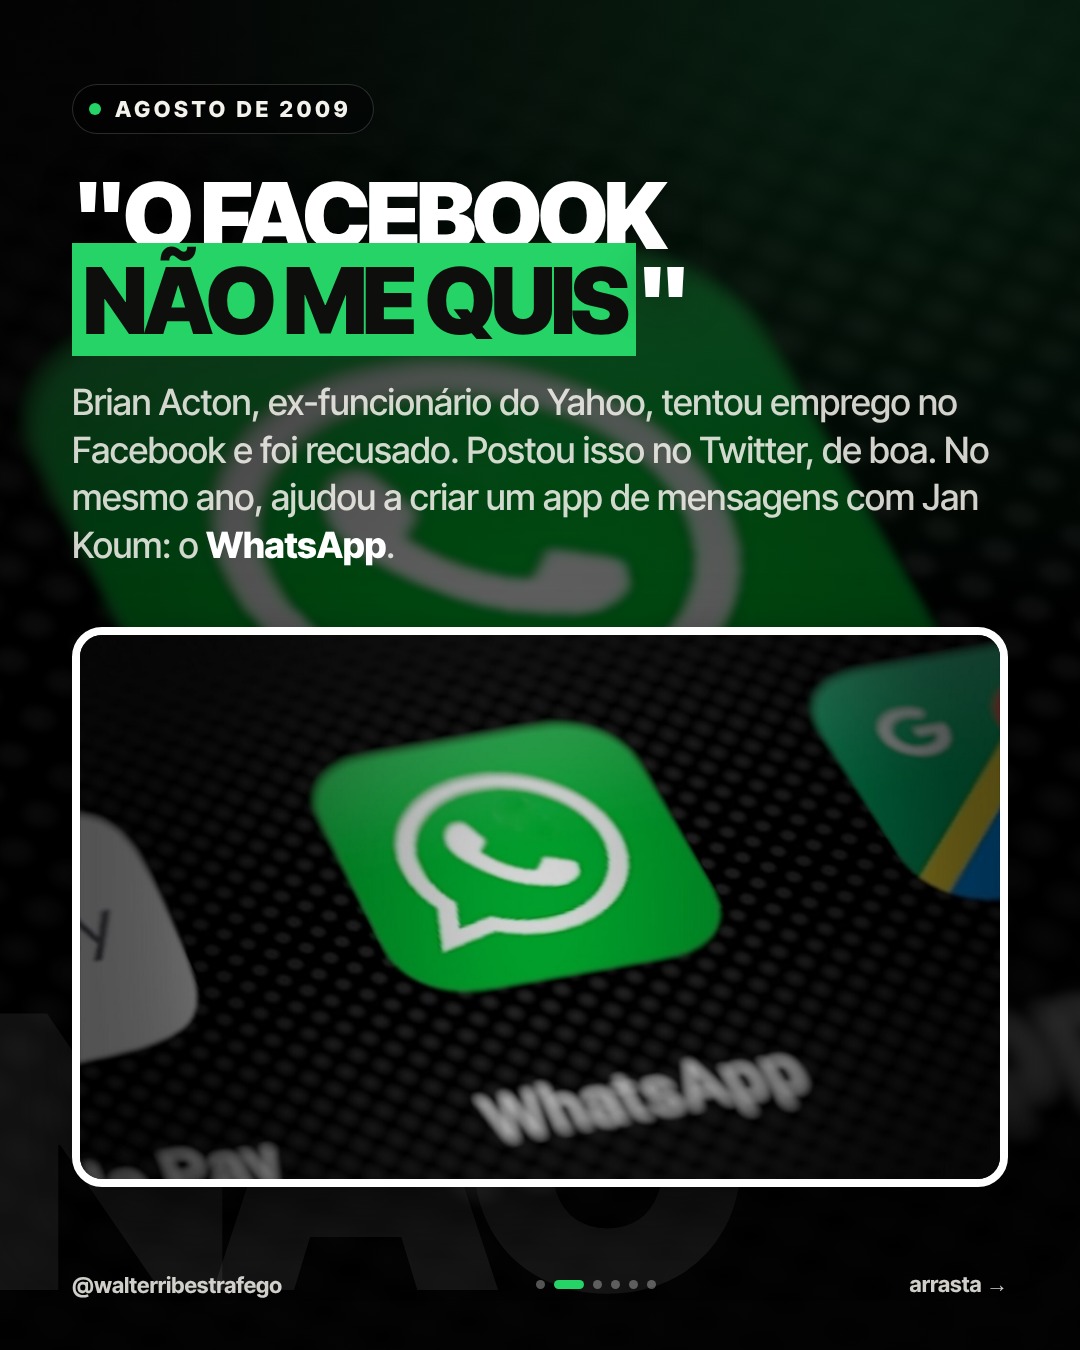 AGOSTO DE 2009
"O FACEBOOK
NÃO ME QUIS"
Brian Acton, ex-funcionário do Yahoo, tentou emprego no
Facebook e foi recusado. Postou isso no Twitter, de boa. No
mesmo ano, ajudou a criar um app de mensagens com Jan
Koum: o WhatsApp.
G
y
WhatsApp
Pay
NÃO
@walterribestrafego
arrasta →